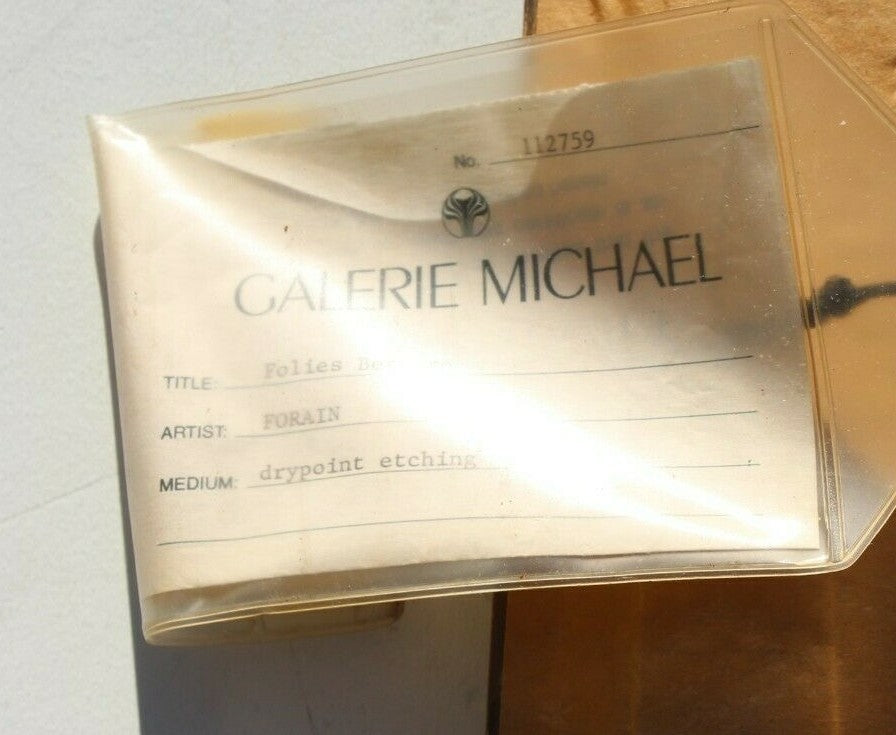 No. 112759
GALERIE MICHAEL
TITLE: Folies
ARTIST: FORAIN
MEDIUM: drypoint etching